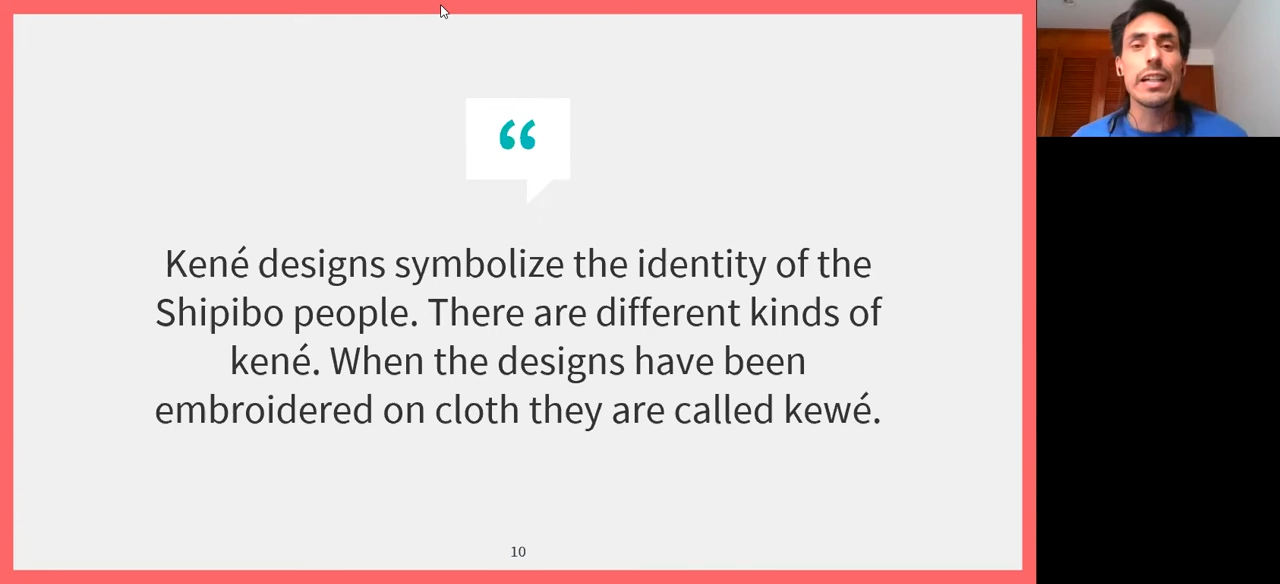 “
Kené designs symbolize the identity of the
Shipibo people. There are different kinds of
kené. When the designs have been
embroidered on cloth they are called kewé.
10